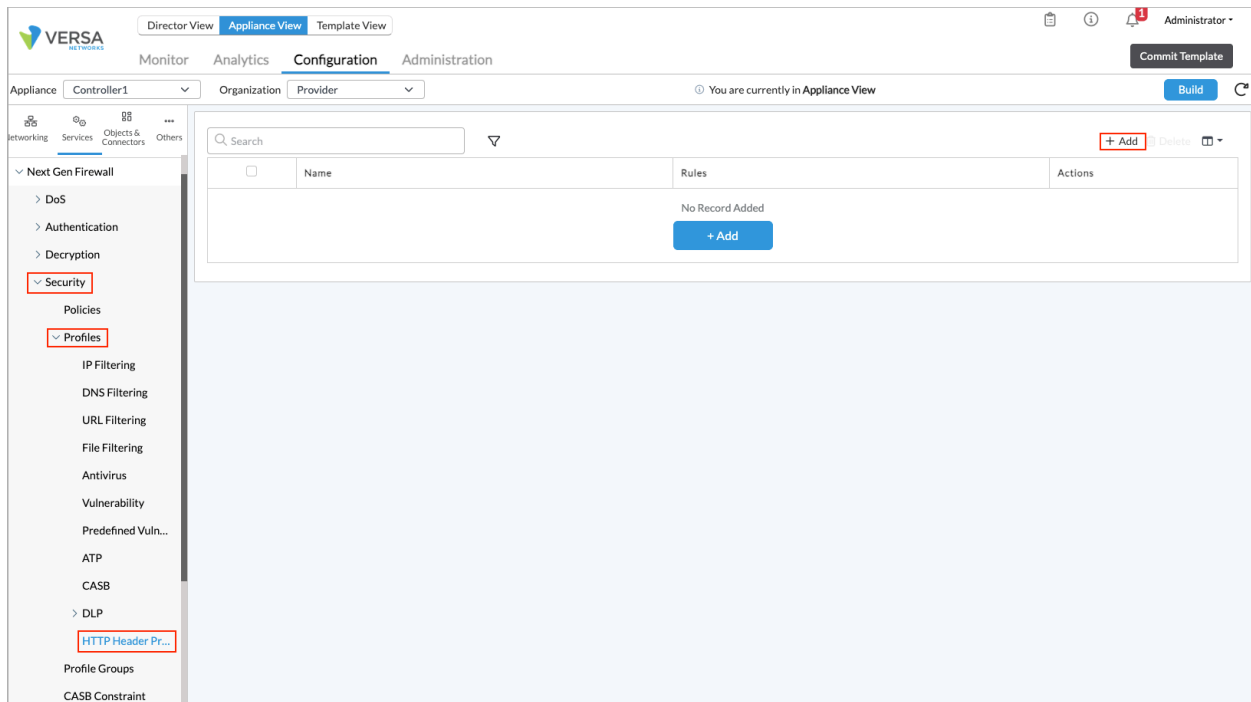 VERSA
NETWORKS
Director View Appliance View Template View
1
Administrator
Monitor Analytics Configuration Administration
Commit Template
Appliance Controller1 Organization Provider You are currently in Appliance View Build
etworking Services Objects & Connectors Others
Search
+ Add Delete
Next Gen Firewall
Name Rules Actions
DoS
No Record Added
Authentication
+ Add
Decryption
Security
Policies
Profiles
IP Filtering
DNS Filtering
URL Filtering
File Filtering
Antivirus
Vulnerability
Predefined Vuln...
ATP
CASB
DLP
HTTP Header Pr...
Profile Groups
CASB Constraint